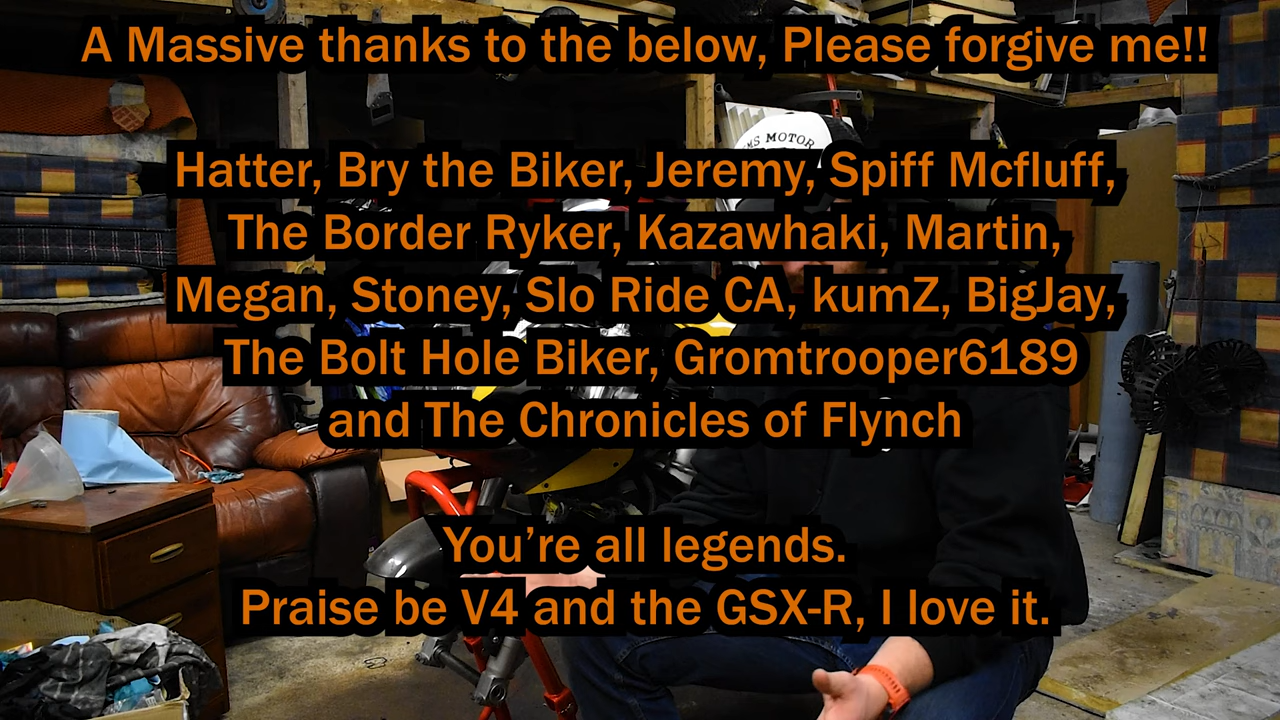 A Massive thanks to the below, Please forgive me!!
MS MOTOR
Hatter, Bry the Biker, Jeremy, Spiff Mcfluff,
The Border Ryker, Kazawhaki, Martin,
Megan, Stoney, Slo Ride CA, kumZ, BigJay,
The Bolt Hole Biker, Gromtrooper6189
and The Chronicles of Flynch
You're all legends.
Praise be V4 and the GSX-R, I love it.